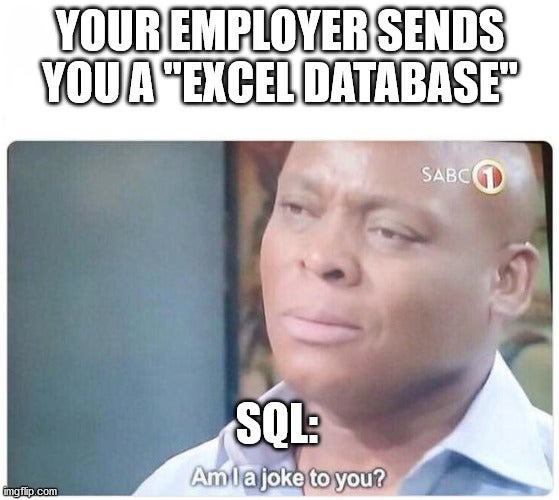 YOUR EMPLOYER SENDS
YOU A "EXCEL DATABASE"
SABC 1
SQL:
Am I a joke to you?
imgflip.com